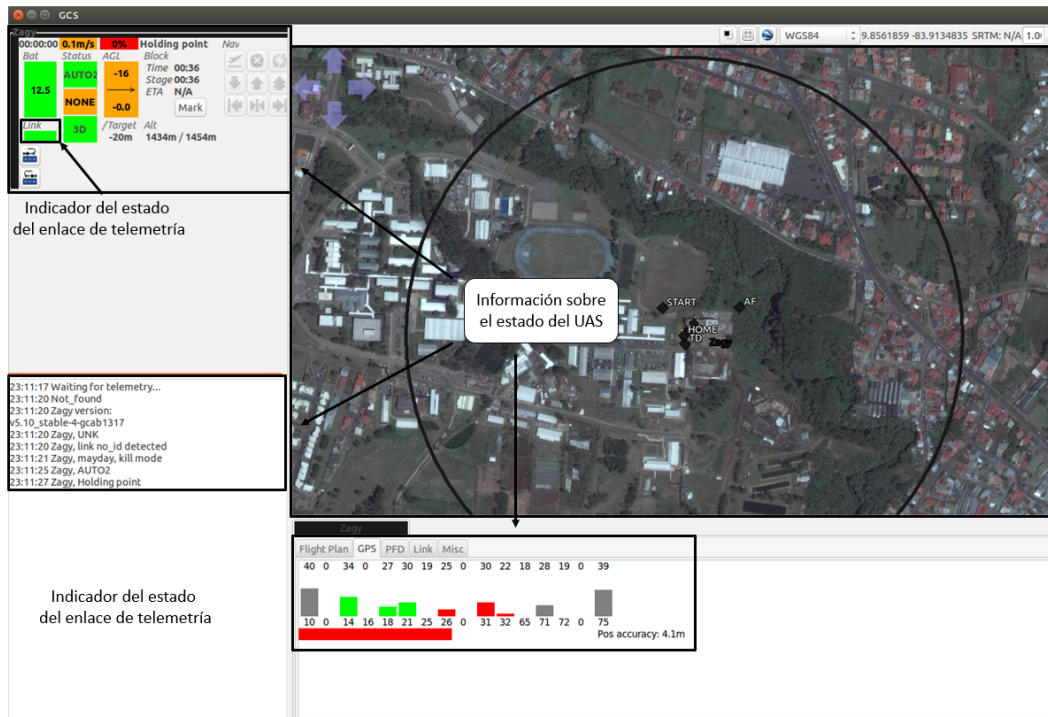 GCS
Zagy
WGS84 9.8561859 -83.9134835 SRTM: N/A 1.0
00:00:00 0.1m/s 0% Holding point Nav
Bat Status AGL Block
Time 00:36
AUTO2 -16 Stage 00:36
ETA N/A
12.5 NONE -0.0 Mark
Link 3D /Target Alt
-20m 1434m / 1454m
Indicador del estado
del enlace de telemetría
Información sobre
el estado del UAS
START AF
HOME
TD Zagy
23:11:17 Waiting for telemetry...
23:11:20 Not_found
23:11:20 Zagy version:
v5.10_stable-4-gcab1317
23:11:20 Zagy, UNK
23:11:20 Zagy, link no_id detected
23:11:21 Zagy, mayday, kill mode
23:11:25 Zagy, AUTO2
23:11:27 Zagy, Holding point
Indicador del estado
del enlace de telemetría
Zagy
Flight Plan GPS PFD Link Misc
40 0 34 0 27 30 19 25 0 30 22 18 28 19 0 39
10 0 14 16 18 21 25 26 0 31 32 65 71 72 0 75
Pos accuracy: 4.1m